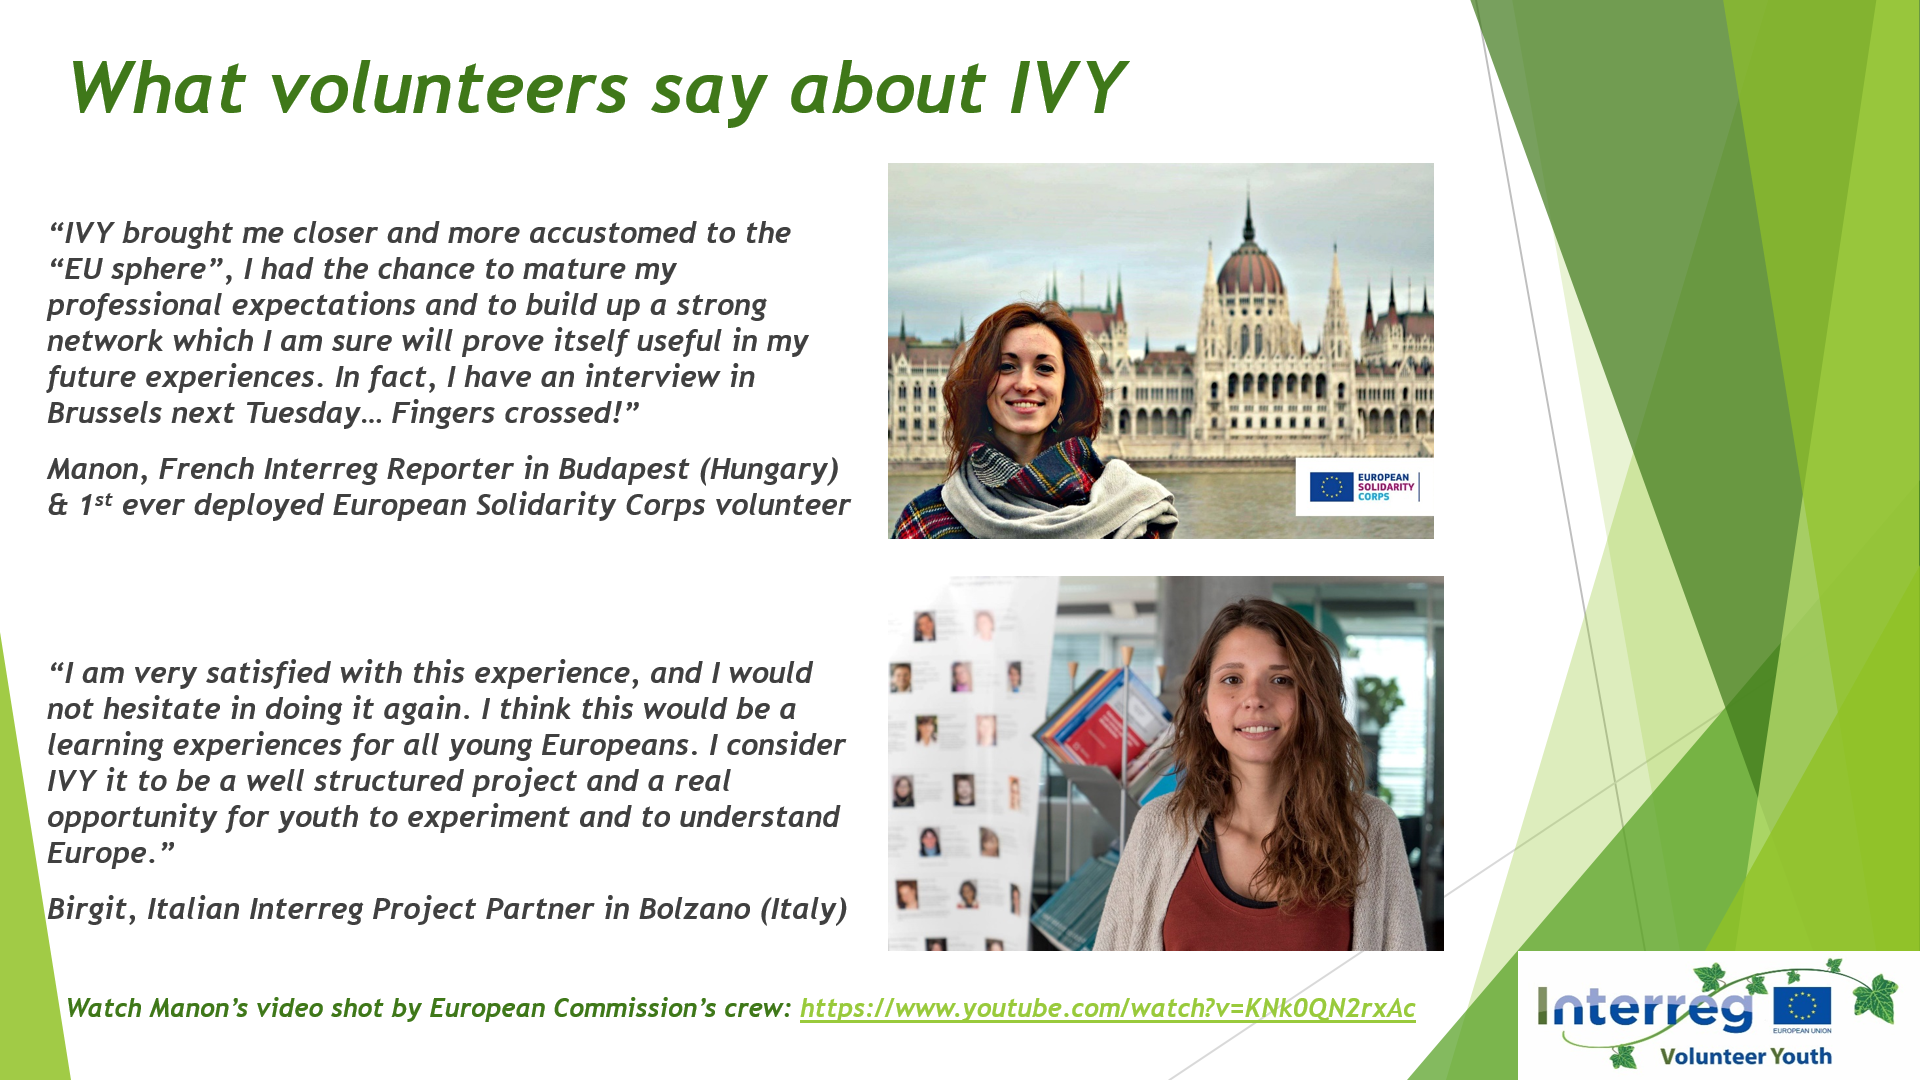 What volunteers say about IVY
“IVY brought me closer and more accustomed to the
“EU sphere”, I had the chance to mature my
professional expectations and to build up a strong
network which I am sure will prove itself useful in my
future experiences. In fact, I have an interview in
Brussels next Tuesday… Fingers crossed!”
Manon, French Interreg Reporter in Budapest (Hungary)
& 1st ever deployed European Solidarity Corps volunteer
EUROPEAN
SOLIDARITY
CORPS
“I am very satisfied with this experience, and I would
not hesitate in doing it again. I think this would be a
learning experiences for all young Europeans. I consider
IVY it to be a well structured project and a real
opportunity for youth to experiment and to understand
Europe.”
Birgit, Italian Interreg Project Partner in Bolzano (Italy)
Watch Manon’s video shot by European Commission’s crew: https://www.youtube.com/watch?v=KNk0QN2rxAc
Interreg
EUROPEAN UNION
Volunteer Youth